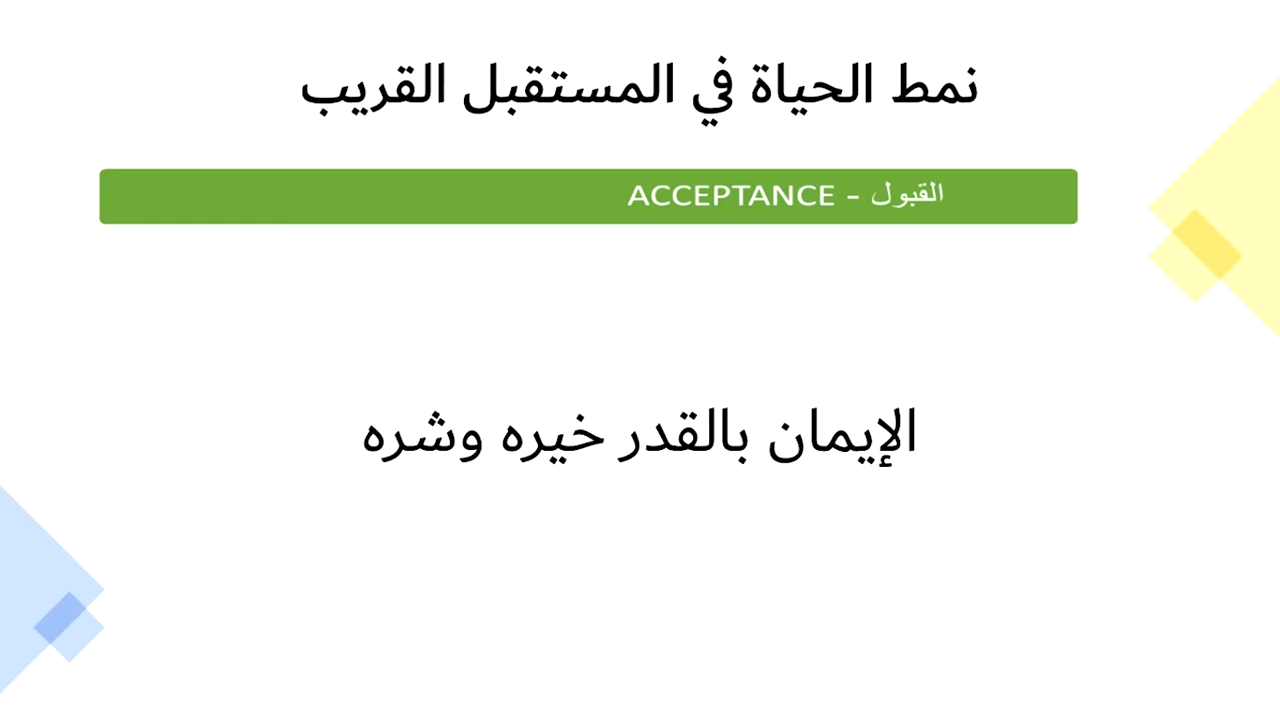 نمط الحياة في المستقبل القريب
القبول - ACCEPTANCE
الإيمان بالقدر خيره وشره